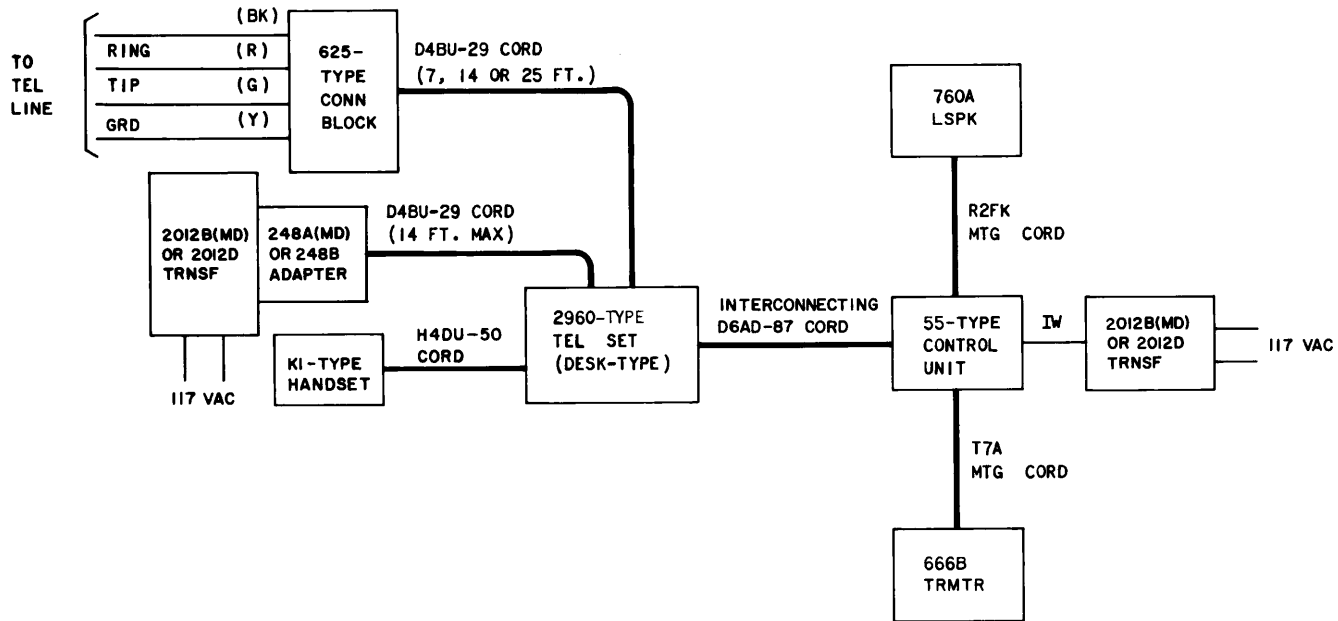 TO
TEL
LINE
(BK)
RING (R)
TIP (G)
GRD (Y)
625-
TYPE
CONN
BLOCK
D4BU-29 CORD
(7, 14 OR 25 FT.)
2012B(MD)
OR 2012D
TRNSF
117 VAC
248A(MD)
OR 248B
ADAPTER
D4BU-29 CORD
(14 FT. MAX)
K1-TYPE
HANDSET
H4DU-50
CORD
2960-TYPE
TEL SET
(DESK-TYPE)
INTERCONNECTING
D6AD-87 CORD
760A
LSPK
R2FK
MTG CORD
55-TYPE
CONTROL
UNIT
IW
2012B(MD)
OR 2012D
TRNSF
117 VAC
T7A
MTG CORD
666B
TRMTR